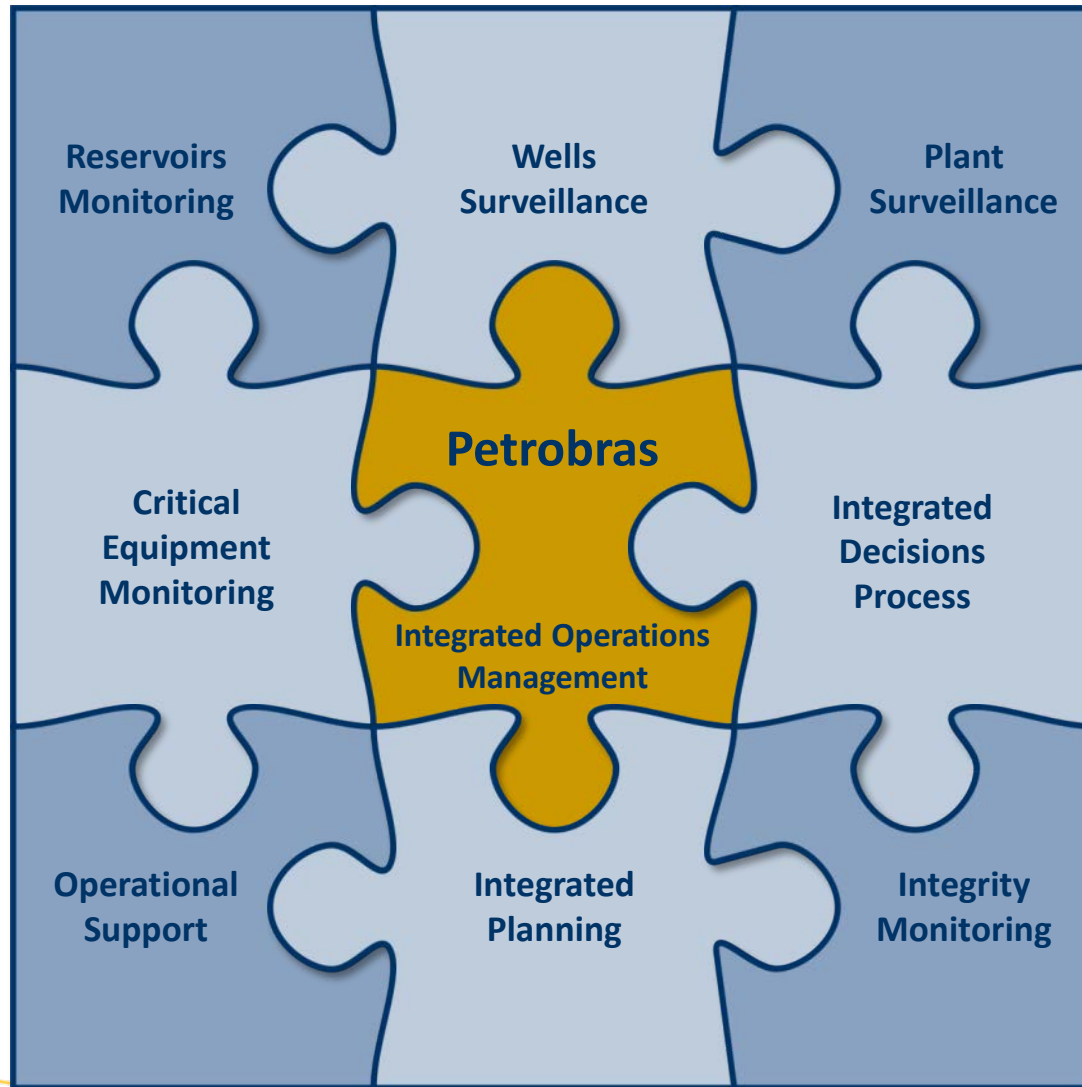 Reservoirs
Monitoring
Wells
Surveillance
Plant
Surveillance
Petrobras
Critical
Equipment
Monitoring
Integrated
Decisions
Process
Integrated Operations
Management
Operational
Support
Integrated
Planning
Integrity
Monitoring